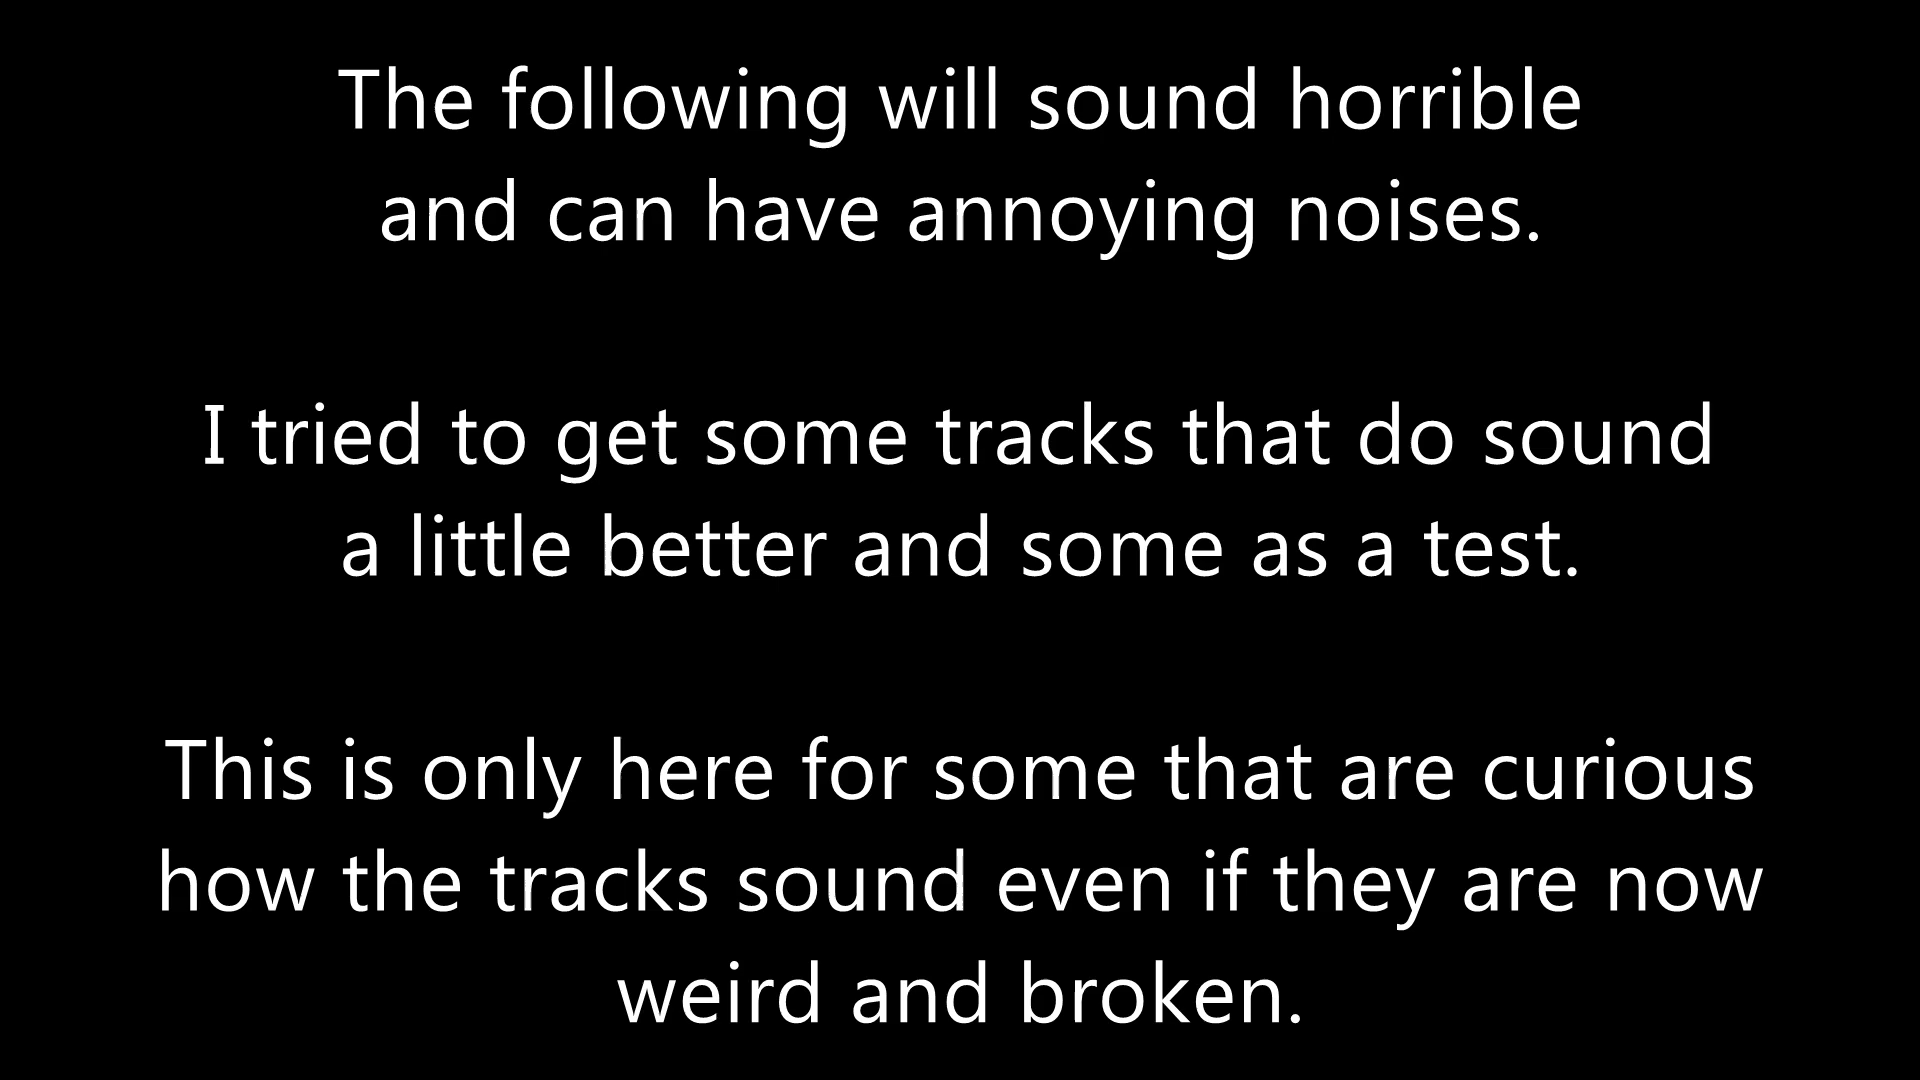 The following will sound horrible
and can have annoying noises.
I tried to get some tracks that do sound
a little better and some as a test.
This is only here for some that are curious
how the tracks sound even if they are now
weird and broken.